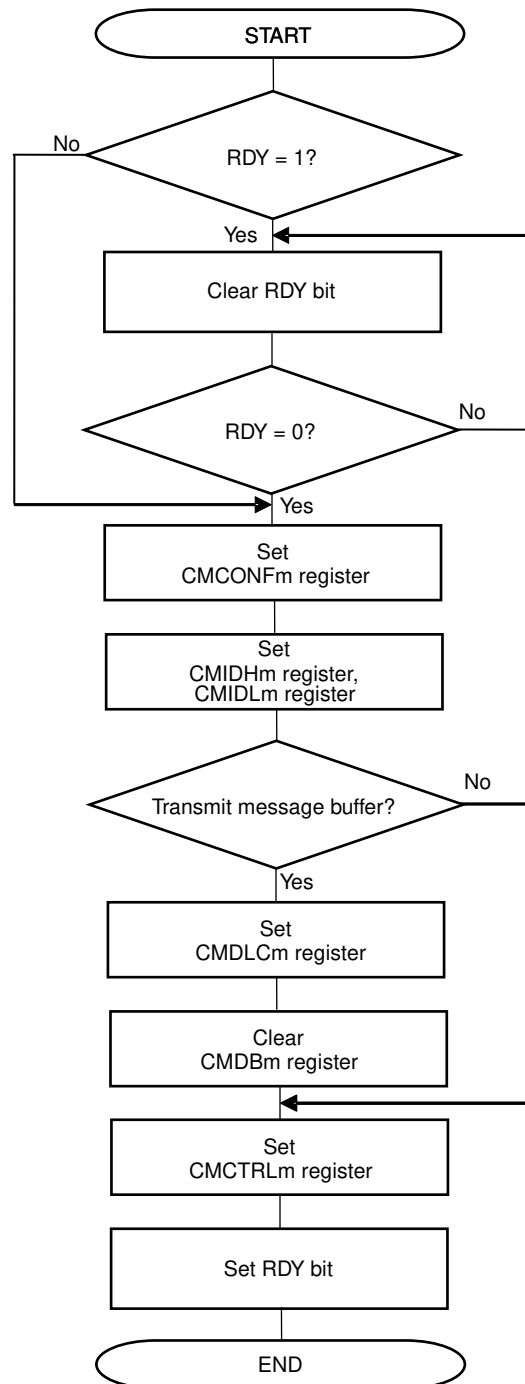 START
No
RDY = 1?
Yes
Clear RDY bit
No
RDY = 0?
Yes
Set
CMCONFm register
Set
CMIDHm register,
CMIDLm register
No
Transmit message buffer?
Yes
Set
CMDLCm register
Clear
CMDBm register
Set
CMCTRLm register
Set RDY bit
END